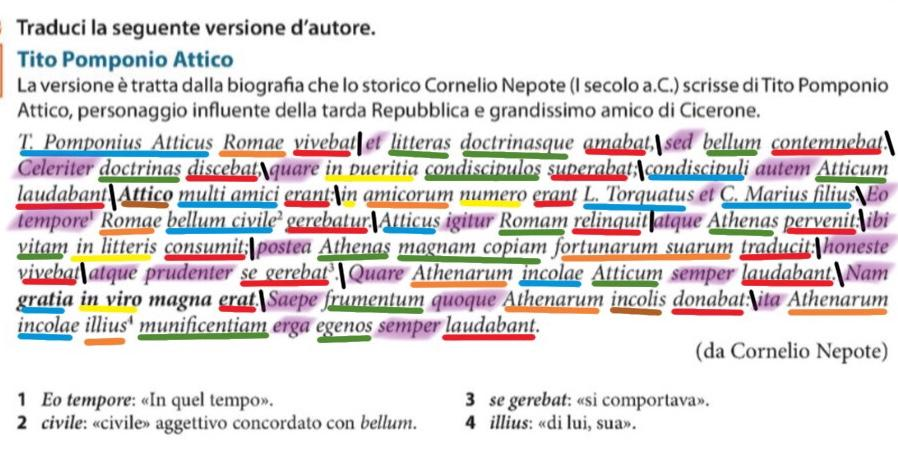 Traduci la seguente versione d'autore.
Tito Pomponio Attico
La versione è tratta dalla biografia che lo storico Cornelio Nepote (I secolo a.C.) scrisse di Tito Pomponio
Attico, personaggio influente della tarda Repubblica e grandissimo amico di Cicerone.
T. Pomponius Atticus Romae vivebat et litteras doctrinasque amabat, sed bellum contemnebat.
Celeriter doctrinas discebat, quare in pueritia condiscipulos superabat; condiscipuli autem Atticum
laudabant. Attico multi amici erant: in amicorum numero erant L. Torquatus et C. Marius filius. Eo
tempore¹ Romae bellum civile² gerebatur. Atticus igitur Romam relinquit atque Athenas pervenit; ibi
vitam in litteris consumit; postea Athenas magnam copiam fortunarum suarum traducit; honeste
vivebat atque prudenter se gerebat³. Quare Athenarum incolae Atticum semper laudabant. Nam
gratia in viro magna erat. Saepe frumentum quoque Athenarum incolis donabat; ita Athenarum
incolae illius⁴ munificentiam erga egenos semper laudabant.
(da Cornelio Nepote)
1 Eo tempore: «In quel tempo».
2 civile: «civile» aggettivo concordato con bellum.
3 se gerebat: «si comportava».
4 illius: «di lui, sua».